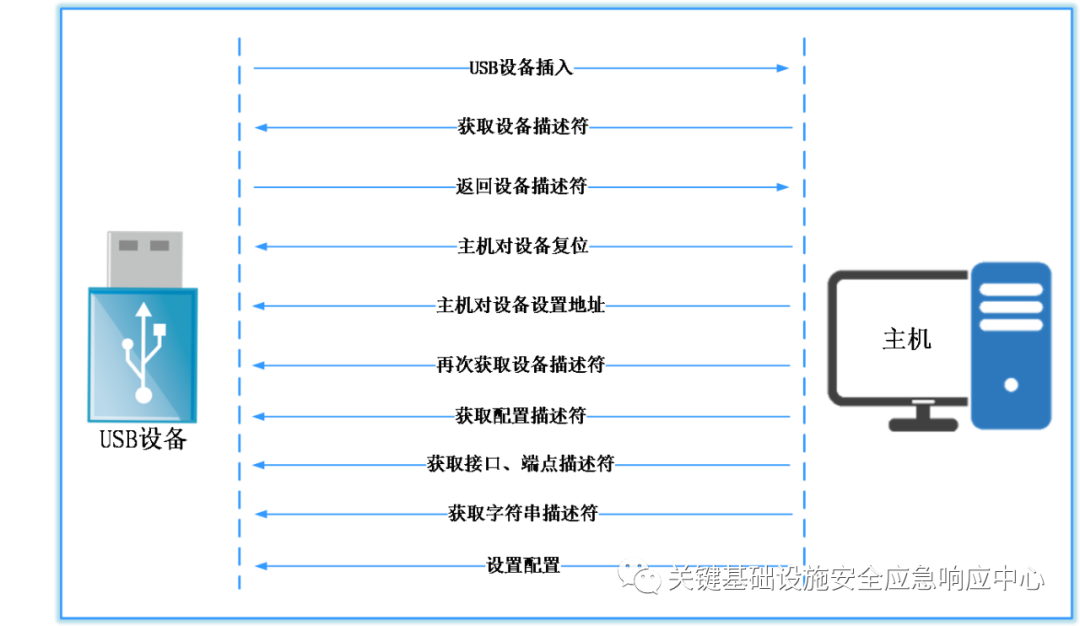 USB设备插入
获取设备描述符
返回设备描述符
主机对设备复位
主机对设备设置地址
再次获取设备描述符
获取配置描述符
获取接口、端点描述符
获取字符串描述符
设置配置
USB设备
主机
关键基础设施安全应急响应中心